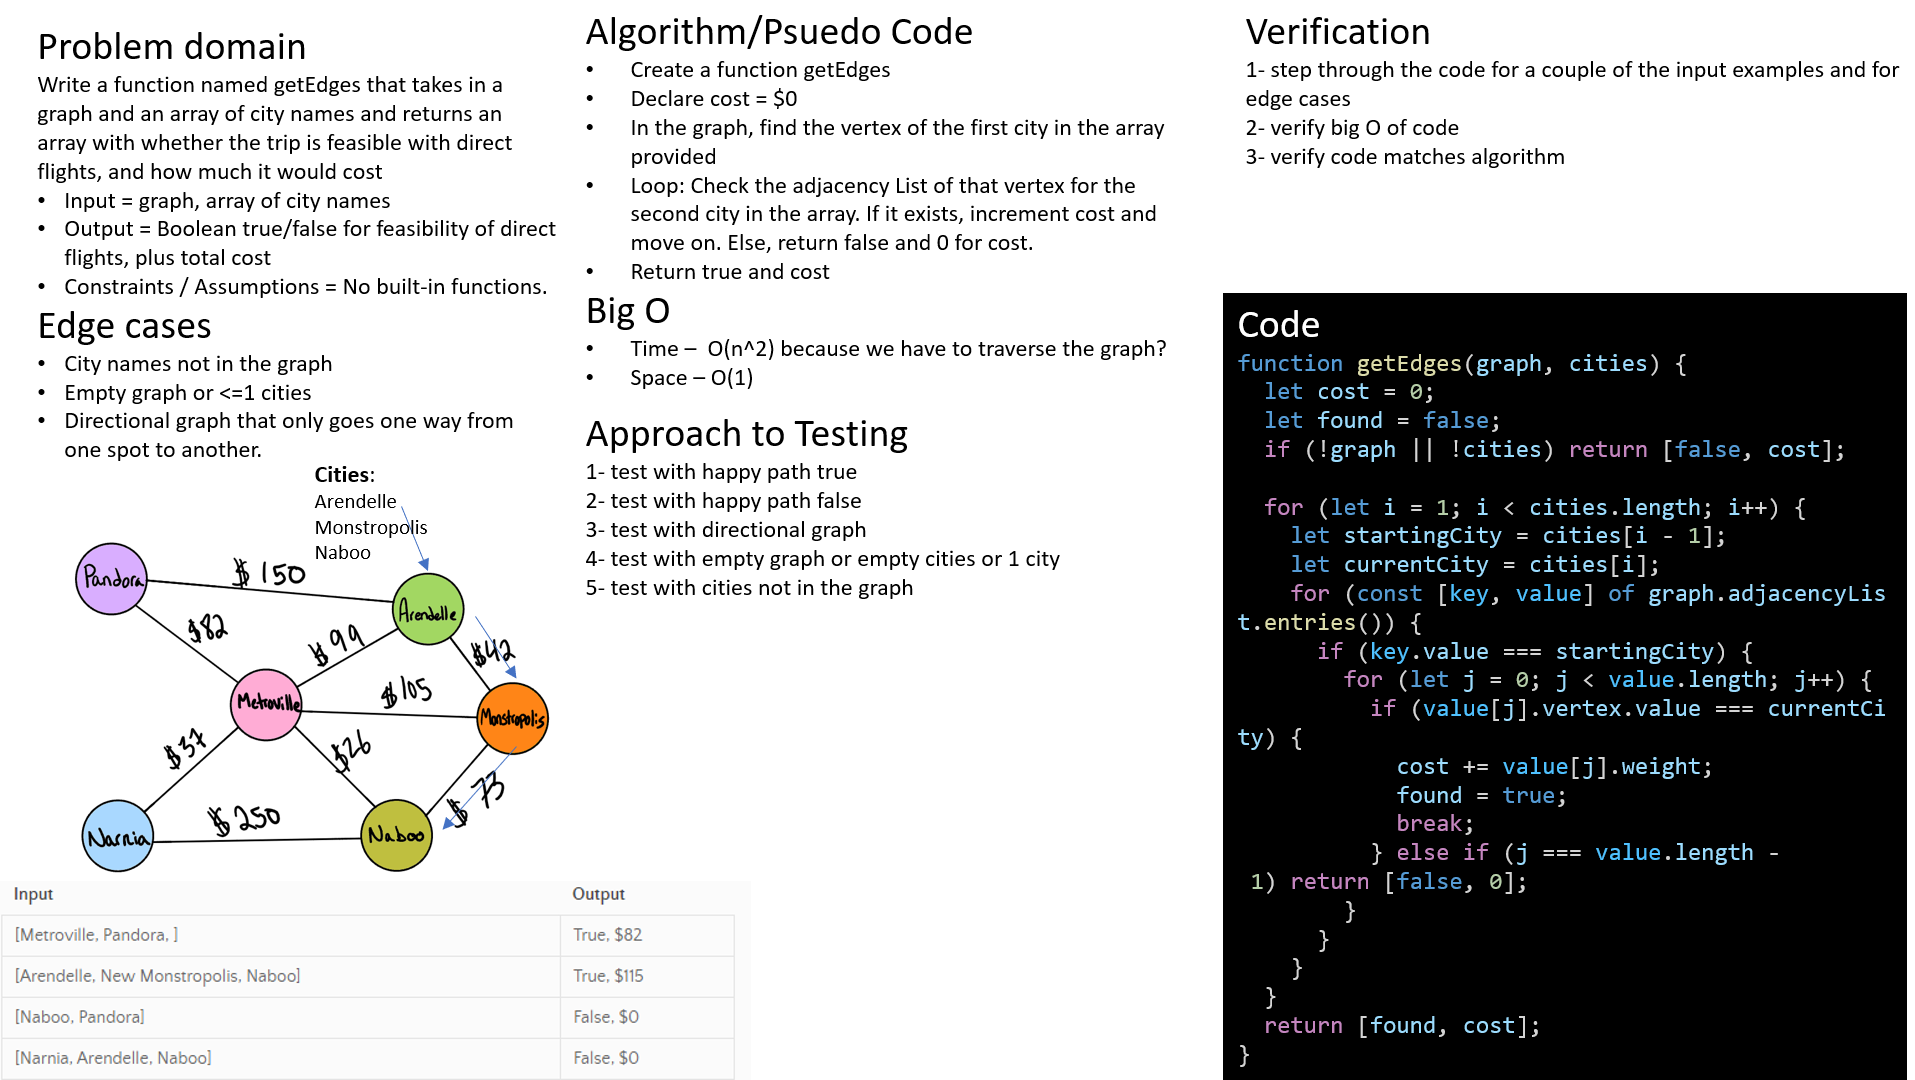 Problem domain
Write a function named getEdges that takes in a
graph and an array of city names and returns an
array with whether the trip is feasible with direct
flights, and how much it would cost
• Input = graph, array of city names
• Output = Boolean true/false for feasibility of direct
flights, plus total cost
• Constraints / Assumptions = No built-in functions.
Edge cases
• City names not in the graph
• Empty graph or <=1 cities
• Directional graph that only goes one way from
one spot to another.
Cities:
Arendelle
Monstropolis
Naboo
Pandora
$150
Arendelle
$82
$99
$42
Metroville
$105
Monstropolis
$37
$26
$73
Narnia
$250
Naboo
Input Output
[Metroville, Pandora, ] True, $82
[Arendelle, New Monstropolis, Naboo] True, $115
[Naboo, Pandora] False, $0
[Narnia, Arendelle, Naboo] False, $0
Algorithm/Psuedo Code
• Create a function getEdges
• Declare cost = $0
• In the graph, find the vertex of the first city in the array
provided
• Loop: Check the adjacency List of that vertex for the
second city in the array. If it exists, increment cost and
move on. Else, return false and 0 for cost.
• Return true and cost
Big O
• Time – O(n^2) because we have to traverse the graph?
• Space – O(1)
Approach to Testing
1- test with happy path true
2- test with happy path false
3- test with directional graph
4- test with empty graph or empty cities or 1 city
5- test with cities not in the graph
Verification
1- step through the code for a couple of the input examples and for
edge cases
2- verify big O of code
3- verify code matches algorithm
Code
function getEdges(graph, cities) {
let cost = 0;
let found = false;
if (!graph || !cities) return [false, cost];
for (let i = 1; i < cities.length; i++) {
let startingCity = cities[i - 1];
let currentCity = cities[i];
for (const [key, value] of graph.adjacencyLis
t.entries()) {
if (key.value === startingCity) {
for (let j = 0; j < value.length; j++) {
if (value[j].vertex.value === currentCi
ty) {
cost += value[j].weight;
found = true;
break;
} else if (j === value.length -
1) return [false, 0];
}
}
}
}
return [found, cost];
}